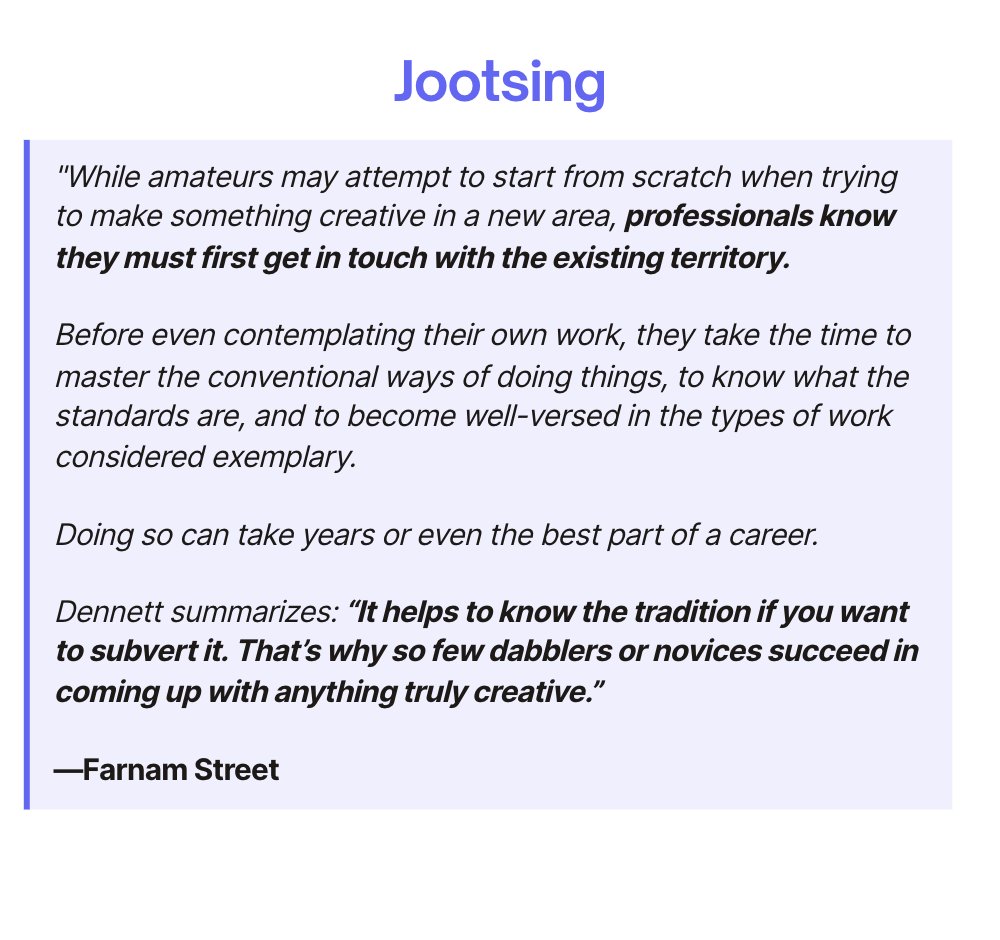 Jootsing
"While amateurs may attempt to start from scratch when trying
to make something creative in a new area, professionals know
they must first get in touch with the existing territory.
Before even contemplating their own work, they take the time to
master the conventional ways of doing things, to know what the
standards are, and to become well-versed in the types of work
considered exemplary.
Doing so can take years or even the best part of a career.
Dennett summarizes: “It helps to know the tradition if you want
to subvert it. That’s why so few dabblers or novices succeed in
coming up with anything truly creative.”
—Farnam Street